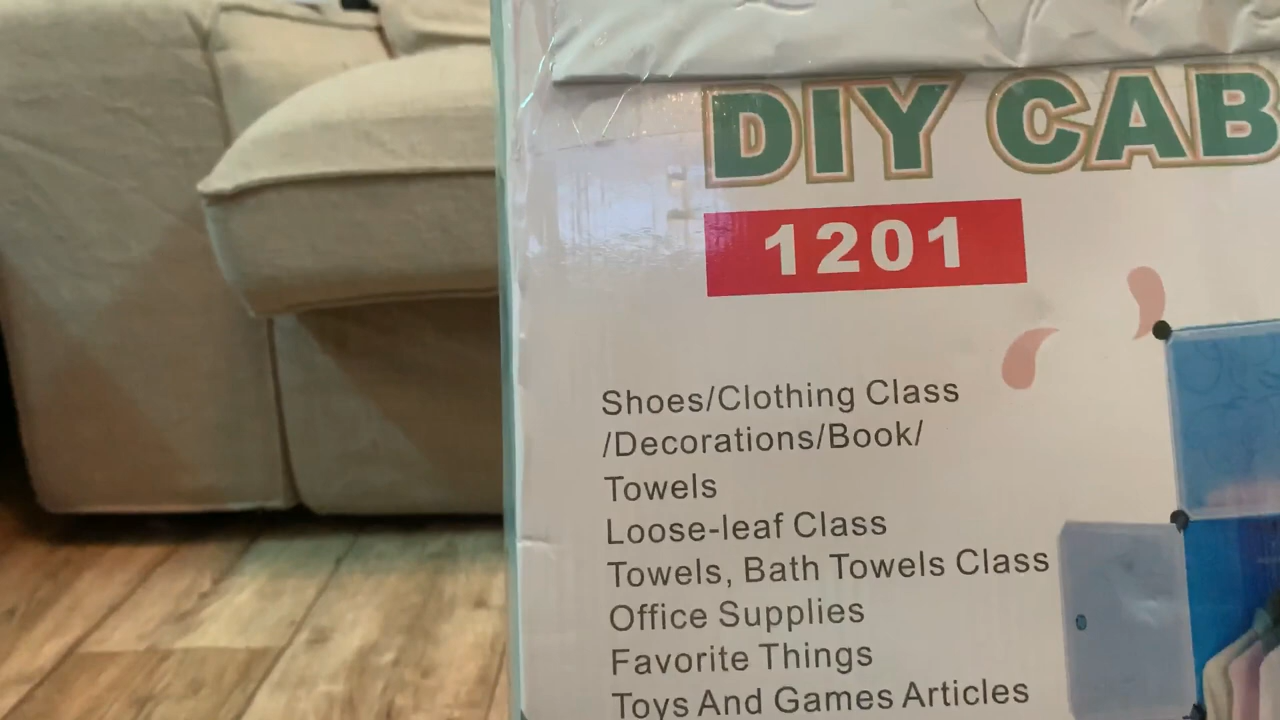 DIY CAB
1201
Shoes/Clothing Class
/Decorations/Book/
Towels
Loose-leaf Class
Towels, Bath Towels Class
Office Supplies
Favorite Things
Toys And Games Articles